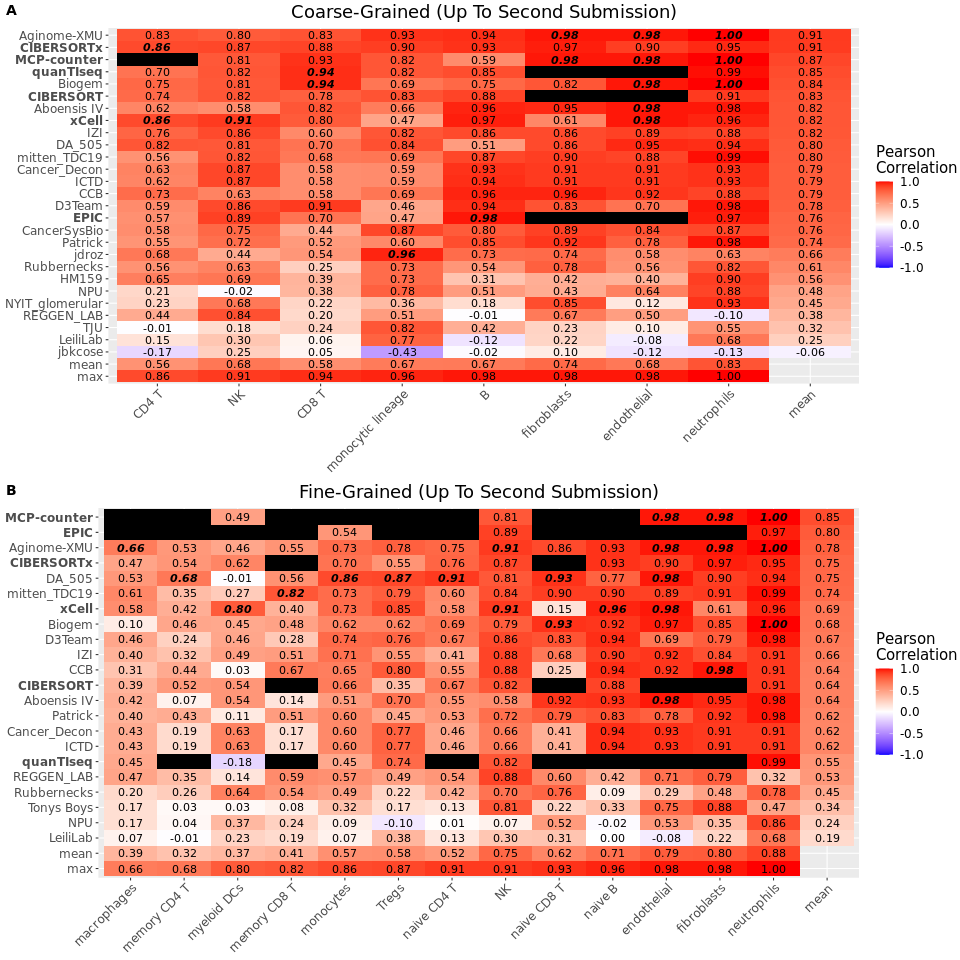 A
Coarse-Grained (Up To Second Submission)
Aginome-XMU 0.83 0.80 0.83 0.93 0.94 0.98 0.98 1.00 0.91
CIBERSORTx 0.86 0.87 0.88 0.90 0.93 0.97 0.90 0.95 0.91
MCP-counter 0.81 0.93 0.82 0.59 0.98 0.98 1.00 0.87
quanTIseq 0.70 0.82 0.94 0.82 0.85 0.99 0.85
Biogem 0.75 0.81 0.94 0.69 0.75 0.82 0.98 1.00 0.84
CIBERSORT 0.74 0.82 0.78 0.83 0.88 0.91 0.83
Aboensis IV 0.62 0.58 0.82 0.66 0.96 0.95 0.98 0.98 0.82
xCell 0.86 0.91 0.80 0.47 0.97 0.61 0.98 0.96 0.82
IZI 0.76 0.86 0.60 0.82 0.86 0.86 0.89 0.88 0.82
DA_505 0.82 0.81 0.70 0.84 0.51 0.86 0.95 0.94 0.80
mitten_TDC19 0.56 0.82 0.68 0.69 0.87 0.90 0.88 0.99 0.80
Cancer_Decon 0.63 0.87 0.58 0.59 0.93 0.91 0.91 0.93 0.79
ICTD 0.62 0.87 0.58 0.59 0.94 0.91 0.91 0.93 0.79
CCB 0.73 0.63 0.58 0.69 0.96 0.96 0.92 0.88 0.79
D3Team 0.59 0.86 0.91 0.46 0.94 0.83 0.70 0.98 0.78
EPIC 0.57 0.89 0.70 0.47 0.98 0.97 0.76
CancerSysBio 0.58 0.75 0.44 0.87 0.80 0.89 0.84 0.87 0.76
Patrick 0.55 0.72 0.52 0.60 0.85 0.92 0.78 0.98 0.74
jdroz 0.68 0.44 0.54 0.96 0.73 0.74 0.58 0.63 0.66
Rubbernecks 0.56 0.63 0.25 0.73 0.54 0.78 0.56 0.82 0.61
HM159 0.65 0.69 0.39 0.73 0.31 0.42 0.40 0.90 0.56
NPU 0.21 -0.02 0.38 0.78 0.51 0.43 0.64 0.88 0.48
NYIT_glomerular 0.23 0.68 0.22 0.36 0.18 0.85 0.12 0.93 0.45
REGGEN_LAB 0.44 0.84 0.20 0.51 -0.01 0.67 0.50 -0.10 0.38
TJU -0.01 0.18 0.24 0.82 0.42 0.23 0.10 0.55 0.32
LeiliLab 0.15 0.30 0.06 0.77 -0.12 0.22 -0.08 0.68 0.25
jbkcose -0.17 0.25 0.05 -0.43 -0.02 0.10 -0.12 -0.13 -0.06
mean 0.56 0.68 0.56 0.67 0.67 0.74 0.68 0.83
max 0.86 0.91 0.94 0.96 0.98 0.98 0.98 1.00
CD4 T NK CD8 T monocytic lineage B fibroblasts endothelial neutrophils mean
Pearson
Correlation
1.0
0.5
0.0
-0.5
-1.0
B
Fine-Grained (Up To Second Submission)
MCP-counter 0.49 0.81 0.98 0.98 1.00 0.85
EPIC 0.54 0.89 0.97 0.80
Aginome-XMU 0.66 0.53 0.46 0.55 0.73 0.78 0.75 0.91 0.86 0.93 0.98 0.98 1.00 0.78
CIBERSORTx 0.47 0.54 0.62 0.70 0.55 0.76 0.87 0.93 0.90 0.97 0.95 0.75
DA_505 0.53 0.68 -0.01 0.56 0.86 0.87 0.91 0.81 0.93 0.77 0.98 0.90 0.94 0.75
mitten_TDC19 0.61 0.35 0.27 0.82 0.73 0.79 0.60 0.84 0.90 0.90 0.89 0.91 0.99 0.74
xCell 0.58 0.42 0.80 0.40 0.73 0.85 0.58 0.91 0.15 0.96 0.98 0.61 0.96 0.69
Biogem 0.10 0.46 0.45 0.48 0.62 0.62 0.69 0.79 0.93 0.92 0.97 0.85 1.00 0.68
D3Team 0.46 0.24 0.46 0.28 0.74 0.76 0.67 0.86 0.83 0.94 0.69 0.79 0.98 0.67
IZI 0.40 0.32 0.49 0.51 0.71 0.55 0.41 0.88 0.68 0.90 0.92 0.84 0.91 0.66
CCB 0.31 0.44 0.03 0.67 0.65 0.80 0.55 0.88 0.25 0.94 0.92 0.98 0.91 0.64
CIBERSORT 0.39 0.52 0.54 0.66 0.35 0.67 0.82 0.88 0.91 0.64
Aboensis IV 0.42 0.07 0.54 0.14 0.51 0.70 0.55 0.58 0.92 0.93 0.98 0.95 0.98 0.64
Patrick 0.40 0.43 0.11 0.51 0.60 0.45 0.53 0.72 0.79 0.83 0.78 0.92 0.98 0.62
Cancer_Decon 0.43 0.19 0.63 0.17 0.60 0.77 0.46 0.66 0.41 0.94 0.93 0.91 0.91 0.62
ICTD 0.43 0.19 0.63 0.17 0.60 0.77 0.46 0.66 0.41 0.94 0.93 0.91 0.91 0.62
quanTIseq 0.45 -0.18 0.45 0.74 0.82 0.99 0.55
REGGEN_LAB 0.47 0.35 0.14 0.59 0.57 0.49 0.54 0.88 0.60 0.42 0.71 0.79 0.32 0.53
Rubbernecks 0.20 0.26 0.64 0.54 0.49 0.22 0.42 0.70 0.76 0.09 0.29 0.48 0.78 0.45
Tonys Boys 0.17 0.03 0.03 0.08 0.32 0.17 0.13 0.81 0.22 0.33 0.75 0.88 0.47 0.34
NPU 0.17 0.04 0.37 0.24 0.09 -0.10 0.01 0.07 0.52 -0.02 0.53 0.35 0.86 0.24
LeiliLab 0.07 -0.01 0.23 0.19 0.07 0.38 0.13 0.30 0.31 0.00 -0.08 0.22 0.68 0.19
mean 0.39 0.32 0.37 0.41 0.57 0.58 0.52 0.75 0.62 0.71 0.79 0.80 0.88
max 0.66 0.68 0.80 0.82 0.86 0.87 0.91 0.91 0.93 0.96 0.98 0.98 1.00
macrophages memory CD4 T myeloid DCs memory CD8 T monocytes Tregs naive CD4 T NK naive CD8 T naive B endothelial fibroblasts neutrophils mean
Pearson
Correlation
1.0
0.5
0.0
-0.5
-1.0